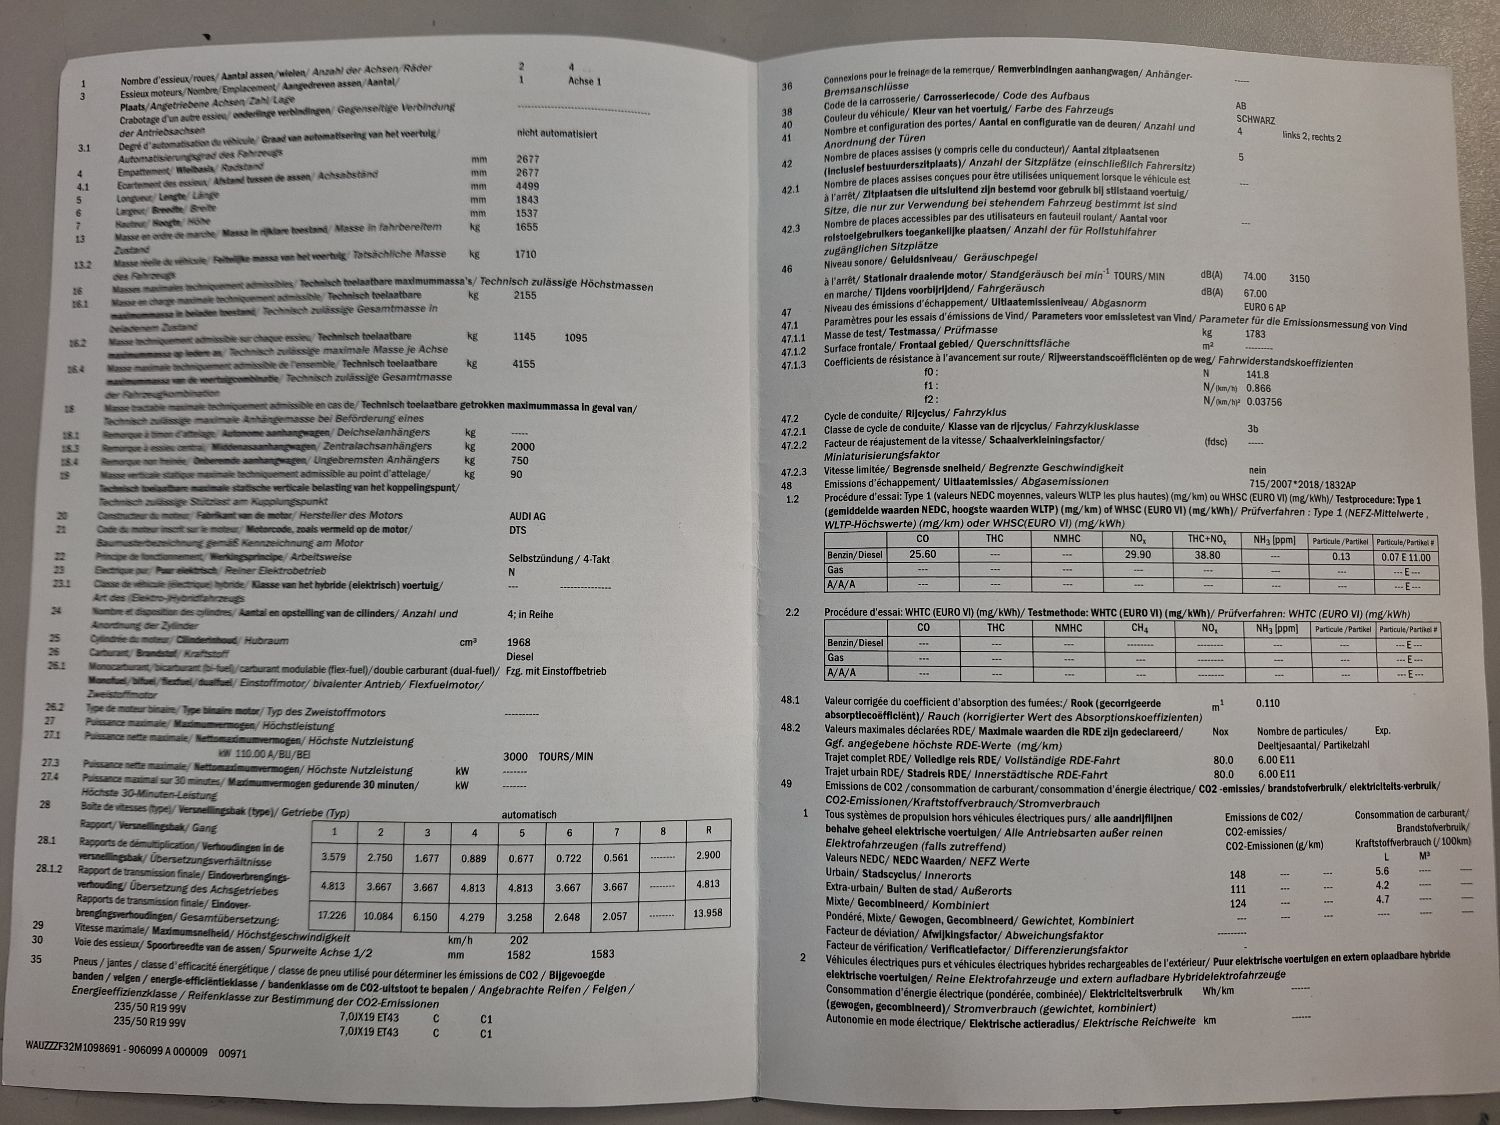 1 Nombre d'essieux/roues/ Aantal assen/wielen/ Anzahl der Achsen/Räder 2 4
3 Essieux moteurs/Nombre/Emplacement/ Aangedreven assen/Aantal/ 1 Achse 1
Plaats/Angetriebene Achsen/Zahl/Lage
Crabotage d'un autre essieu/ onderlinge verbindingen/ Gegenseitige Verbindung
der Antriebsachsen
3.1 Degré d'automatisation du véhicule/ Graad van automatisering van het voertuig/ nicht automatisiert
Automatisierungsgrad des Fahrzeugs
4 Empattement/ Wielbasis/ Radstand mm 2677
4.1 Ecartement des essieux/ Afstand tussen de assen/ Achsabständ mm 2677
5 Longueur/ Lengte/ Länge mm 4499
6 Largeur/ Breedte/ Breite mm 1843
7 Hauteur/ Hoogte/ Höhe mm 1537
13 Masse en ordre de marche/ Massa in rijklare toestand/ Masse in fahrbereitem kg 1655
Zustand
13.2 Masse réelle du véhicule/ Feitelijke massa van het voertuig/ Tatsächliche Masse kg 1710
des Fahrzeugs
16 Masses maximales techniquement admissibles/ Technisch toelaatbare maximummassa's/ Technisch zulässige Höchstmassen
16.1 Masse en charge maximale techniquement admissible/ Technisch toelaatbare kg 2155
maximummassa in beladen toestand/ Technisch zulässige Gesamtmasse in
beladenem Zustand
16.2 Masse techniquement admissible sur chaque essieu/ Technisch toelaatbare kg 1145 1095
maximummassa op iedere as/ Technisch zulässige maximale Masse je Achse
16.4 Masse maximale techniquement admissible de l'ensemble/ Technisch toelaatbare kg 4155
maximummassa van de voertuigcombinatie/ Technisch zulässige Gesamtmasse
der Fahrzeugkombination
18 Masse tractable maximale techniquement admissible en cas de/ Technisch toelaatbare getrokken maximummassa in geval van/
Technisch zulässige maximale Anhängemasse bei Beförderung eines
18.1 Remorque à timon d'attelage/ Autonome aanhangwagen/ Deichselanhängers kg -----
18.3 Remorque à essieu central/ Middenasaanhangwagen/ Zentralachsanhängers kg 2000
18.4 Remorque non freinée/ Onberemde aanhangwagen/ Ungebremsten Anhängers kg 750
19 Masse verticale statique maximale techniquement admissible au point d'attelage/ kg 90
Technisch toelaatbare maximale statische verticale belasting van het koppelingspunt/
Technisch zulässige Stützlast am Kupplungspunkt
20 Constructeur du moteur/ Fabrikant van de motor/ Hersteller des Motors AUDI AG
21 Code du moteur inscrit sur le moteur/ Motorcode, zoals vermeld op de motor/ DTS
Baumusterbezeichnung gemäß Kennzeichnung am Motor
22 Principe de fonctionnement/ Werkingsprincipe/ Arbeitsweise Selbstzündung / 4-Takt
23 Electrique pur/ Puur elektrisch/ Reiner Elektrobetrieb N
23.1 Classe de véhicule (électrique) hybride/ Klasse van het hybride (elektrisch) voertuig/ --- --------------
Art des (Elektro-)Hybridfahrzeugs
24 Nombre et disposition des cylindres/ Aantal en opstelling van de cilinders/ Anzahl und 4; in Reihe
Anordnung der Zylinder
25 Cylindrée du moteur/ Cilinderinhoud/ Hubraum cm³ 1968
26 Carburant/ Brandstof/ Kraftstoff Diesel
26.1 Monocarburant/bicarburant (bi-fuel)/carburant modulable (flex-fuel)/double carburant (dual-fuel)/ Fzg. mit Einstoffbetrieb
Monofuel/bifuel/flexfuel/dualfuel/ Einstoffmotor/ bivalenter Antrieb/ Flexfuelmotor/
Zweistoffmotor
26.2 Type de moteur binaire/ Type binaire motor/ Typ des Zweistoffmotors ----------
27 Puissance maximale/ Maximumvermogen/ Höchstleistung
27.1 Puissance nette maximale/ Nettomaximumvermogen/ Höchste Nutzleistung
kW 110.00 A/BIJ/BEI 3000 TOURS/MIN
27.3 Puissance nette maximale/ Nettomaximumvermogen/ Höchste Nutzleistung kW -------
27.4 Puissance maximal sur 30 minutes/ Maximumvermogen gedurende 30 minuten/ kW -------
Höchste 30-Minuten-Leistung
28 Boîte de vitesses (type)/ Versnellingsbak (type)/ Getriebe (Typ) automatisch
Rapport/ Versnellingsbak/ Gang 1 2 3 4 5 6 7 8 R
28.1 Rapports de démultiplication/ Verhoudingen in de
versnellingsbak/ Übersetzungsverhältnisse 3.579 2.750 1.677 0.889 0.677 0.722 0.561 -------- 2.900
28.1.2 Rapport de transmission finale/ Eindoverbrengings-
verhouding/ Übersetzung des Achsgetriebes 4.813 3.667 3.667 4.813 4.813 3.667 3.667 -------- 4.813
Rapports de transmission finale/ Eindover-
brengingsverhoudingen/ Gesamtübersetzung: 17.226 10.084 6.150 4.279 3.258 2.648 2.057 -------- 13.958
29 Vitesse maximale/ Maximumsnelheid/ Höchstgeschwindigkeit km/h 202
30 Voie des essieux/ Spoorbreedte van de assen/ Spurweite Achse 1/2 mm 1582 1583
35 Pneus / jantes / classe d'efficacité énergétique / classe de pneu utilisé pour déterminer les émissions de CO2 / Bijgevoegde
banden / velgen / energie-efficiëntieklasse / bandenklasse om de CO2-uitstoot te bepalen / Angebrachte Reifen / Felgen /
Energieeffizienzklasse / Reifenklasse zur Bestimmung der CO2-Emissionen
235/50 R19 99V 7,0JX19 ET43 C C1
235/50 R19 99V 7,0JX19 ET43 C C1
WAUZZZF32M1098691 - 906099 A 000009 00971
36 Connexions pour le freinage de la remorque/ Remverbindingen aanhangwagen/ Anhänger- -----
Bremsanschlüsse
38 Code de la carrosserie/ Carrosseriecode/ Code des Aufbaus AB
40 Couleur du véhicule/ Kleur van het voertuig/ Farbe des Fahrzeugs SCHWARZ
41 Nombre et configuration des portes/ Aantal en configuratie van de deuren/ Anzahl und 4 links 2, rechts 2
Anordnung der Türen
42 Nombre de places assises (y compris celle du conducteur)/ Aantal zitplaatsenen 5
(inclusief bestuurderszitplaats)/ Anzahl der Sitzplätze (einschließlich Fahrersitz)
42.1 Nombre de places assises conçues pour être utilisées uniquement lorsque le véhicule est ---
à l'arrêt/ Zitplaatsen die uitsluitend zijn bestemd voor gebruik bij stilstaand voertuig/
Sitze, die nur zur Verwendung bei stehendem Fahrzeug bestimmt ist sind
42.3 Nombre de places accessibles par des utilisateurs en fauteuil roulant/ Aantal voor ---
rolstoelgebruikers toegankelijke plaatsen/ Anzahl der für Rollstuhlfahrer
zugänglichen Sitzplätze
46 Niveau sonore/ Geluidsniveau/ Geräuschpegel
à l'arrêt/ Stationair draalende motor/ Standgeräusch bei min⁻¹ TOURS/MIN dB(A) 74.00 3150
en marche/ Tijdens voorbijrijdend/ Fahrgeräusch dB(A) 67.00
47 Niveau des émissions d'échappement/ Uitlaatemissieniveau/ Abgasnorm EURO 6 AP
47.1 Paramètres pour les essais d'émissions de Vind/ Parameters voor emissietest van Vind/ Parameter für die Emissionsmessung von Vind
47.1.1 Masse de test/ Testmassa/ Prüfmasse kg 1783
47.1.2 Surface frontale/ Frontaal gebied/ Querschnittsfläche m² ---------
47.1.3 Coefficients de résistance à l'avancement sur route/ Rijweerstandscoëfficiënten op de weg/ Fahrwiderstandskoeffizienten
f0 : N 141.8
f1 : N/(km/h) 0.866
f2 : N/(km/h)² 0.03756
47.2 Cycle de conduite/ Rijcyclus/ Fahrzyklus
47.2.1 Classe de cycle de conduite/ Klasse van de rijcyclus/ Fahrzyklusklasse 3b
47.2.2 Facteur de réajustement de la vitesse/ Schaalverkleiningsfactor/ (fdsc) -----
Miniaturisierungsfaktor
47.2.3 Vitesse limitée/ Begrensde snelheid/ Begrenzte Geschwindigkeit nein
48 Emissions d'échappement/ Uitlaatemissies/ Abgasemissionen 715/2007*2018/1832AP
1.2 Procédure d'essai: Type 1 (valeurs NEDC moyennes, valeurs WLTP les plus hautes) (mg/km) ou WHSC (EURO VI) (mg/kWh)/ Testprocedure: Type 1
(gemiddelde waarden NEDC, hoogste waarden WLTP) (mg/km) of WHSC (EURO VI) (mg/kWh)/ Prüfverfahren : Type 1 (NEFZ-Mittelwerte ,
WLTP-Höchswerte) (mg/km) oder WHSC(EURO VI) (mg/kWh)
CO THC NMHC NOx THC+NOx NH3 [ppm] Particule /Partikel Particule/Partikel #
Benzin/Diesel 25.60 --- --- 29.90 38.80 --- 0.13 0.07 E 11.00
Gas --- --- --- --- --- --- --- --- E ---
A/A/A --- --- --- --- --- --- --- --- E ---
2.2 Procédure d'essai: WHTC (EURO VI) (mg/kWh)/ Testmethode: WHTC (EURO VI) (mg/kWh)/ Prüfverfahren: WHTC (EURO VI) (mg/kWh)
CO THC NMHC CH4 NOx NH3 [ppm] Particule /Partikel Particule/Partikel #
Benzin/Diesel --- --- --- -------- -------- --- --- --- E ---
Gas --- --- --- --- -------- --- --- --- E ---
A/A/A --- --- --- --- -------- --- --- --- E ---
48.1 Valeur corrigée du coefficient d'absorption des fumées:/ Rook (gecorrigeerde m¹ 0.110
absorptiecoëfficiënt)/ Rauch (korrigierter Wert des Absorptionskoeffizienten)
48.2 Valeurs maximales déclarées RDE/ Maximale waarden die RDE zijn gedeclareerd/ Nox Nombre de particules/ Exp.
Ggf. angegebene höchste RDE-Werte (mg/km) Deeltjesaantal/ Partikelzahl
Trajet complet RDE/ Volledige reis RDE/ Vollständige RDE-Fahrt 80.0 6.00 E11
Trajet urbain RDE/ Stadreis RDE/ Innerstädtische RDE-Fahrt 80.0 6.00 E11
49 Emissions de CO2 /consommation de carburant/consommation d'énergie électrique/ CO2 -emissies/ brandstofverbruik/ elektriciteits-verbruik/
CO2-Emissionen/Kraftstoffverbrauch/Stromverbrauch
1 Tous systèmes de propulsion hors véhicules électriques purs/ alle aandrijflijnen Emissions de CO2/ Consommation de carburant/
behalve geheel elektrische voertuigen/ Alle Antriebsarten außer reinen CO2-emissies/ Brandstofverbruik/
Elektrofahrzeugen (falls zutreffend) CO2-Emissionen (g/km) Kraftstoffverbrauch (/100km)
Valeurs NEDC/ NEDC Waarden/ NEFZ Werte L M³
Urbain/ Stadscyclus/ Innerorts 148 --- --- 5.6 ---- ---
Extra-urbain/ Buiten de stad/ Außerorts 111 --- --- 4.2 ---- ---
Mixte/ Gecombineerd/ Kombiniert 124 --- --- 4.7 ---- ---
Pondéré, Mixte/ Gewogen, Gecombineerd/ Gewichtet, Kombiniert --- --- --- ---- ---- ---
Facteur de déviation/ Afwijkingsfactor/ Abweichungsfaktor ---------
Facteur de vérification/ Verificatiefactor/ Differenzierungsfaktor -
2 Véhicules électriques purs et véhicules électriques hybrides rechargeables de l'extérieur/ Puur elektrische voertuigen en extern oplaadbare hybride
elektrische voertuigen/ Reine Elektrofahrzeuge und extern aufladbare Hybridelektrofahrzeuge
Consommation d'énergie électrique (pondérée, combinée)/ Elektriciteitsverbruik Wh/km ------
(gewogen, gecombineerd)/ Stromverbrauch (gewichtet, kombiniert)
Autonomie en mode électrique/ Elektrische actieradius/ Elektrische Reichweite km ------